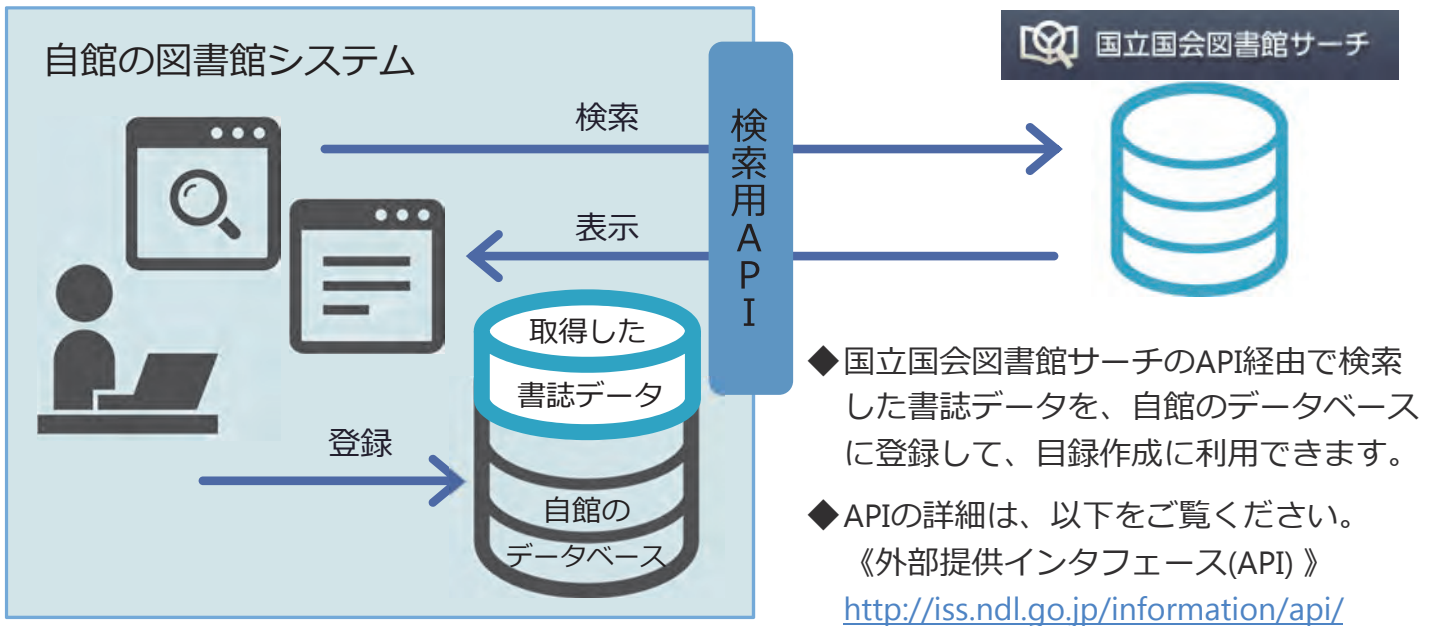 自館の図書館システム
国立国会図書館サーチ
検索
検索用API
表示
取得した
書誌データ
登録
自館の
データベース
◆国立国会図書館サーチのAPI経由で検索
した書誌データを、自館のデータベース
に登録して、目録作成に利用できます。
◆APIの詳細は、以下をご覧ください。
《外部提供インタフェース(API) 》
http://iss.ndl.go.jp/information/api/